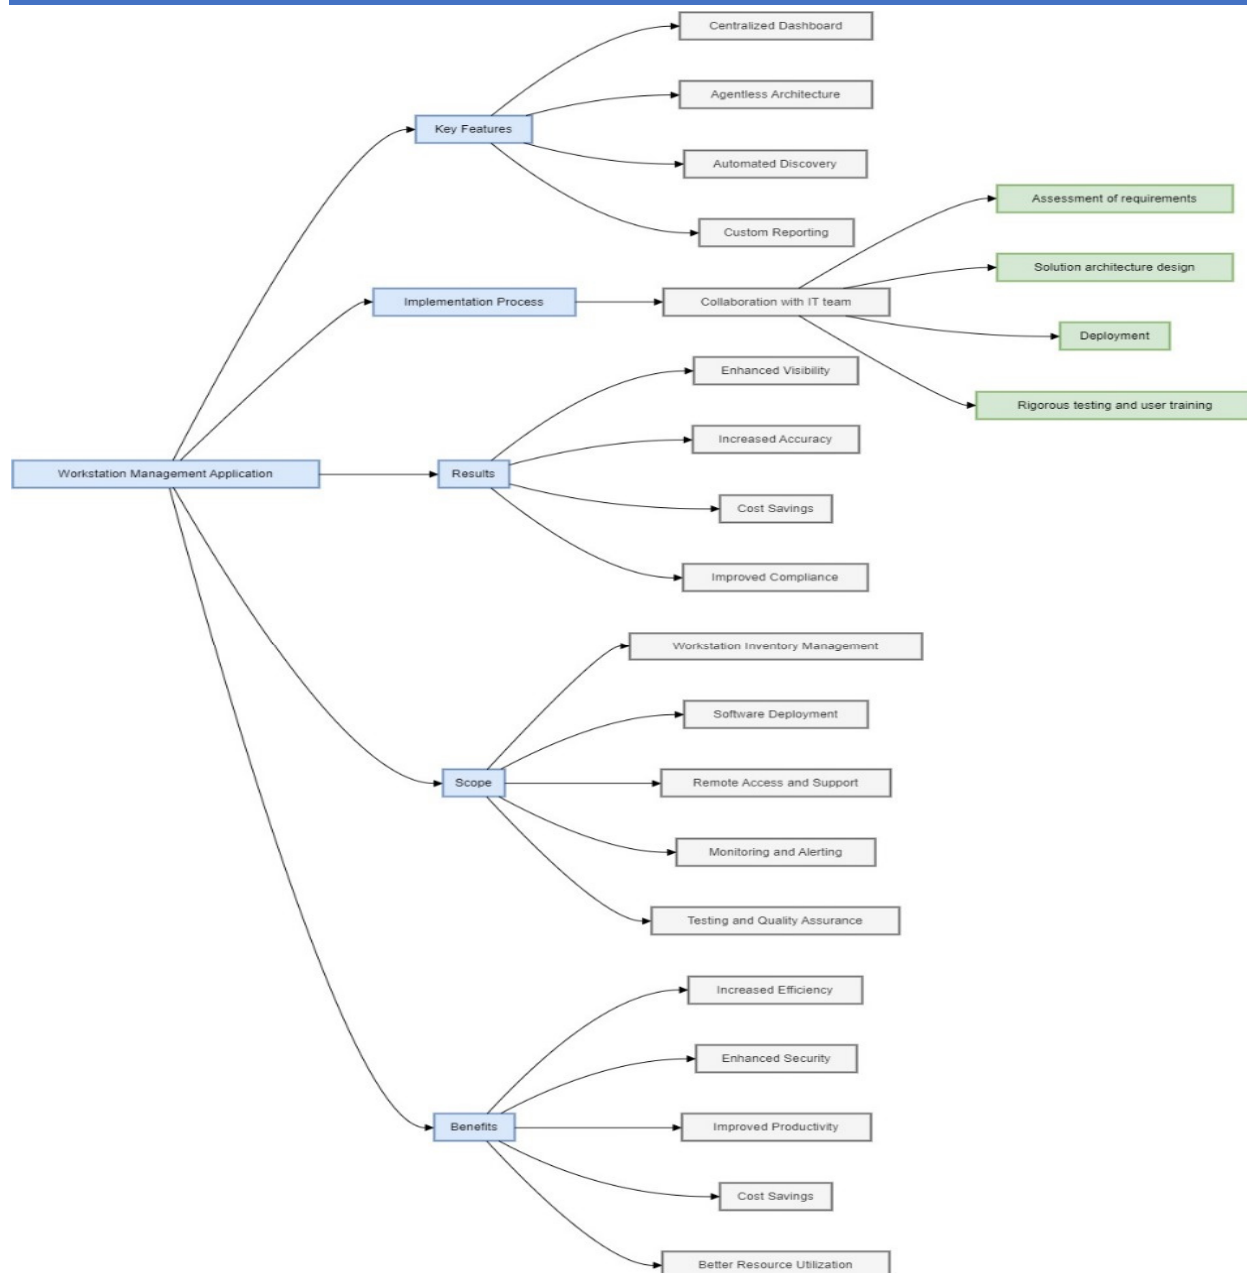 Centralized Dashboard
Agentless Architecture
Key Features
Automated Discovery
Assessment of requirements
Custom Reporting
Solution architecture design
Implementation Process
Collaboration with IT team
Deployment
Enhanced Visibility
Rigorous testing and user training
Increased Accuracy
Workstation Management Application
Results
Cost Savings
Improved Compliance
Workstation Inventory Management
Software Deployment
Scope
Remote Access and Support
Monitoring and Alerting
Testing and Quality Assurance
Increased Efficiency
Enhanced Security
Benefits
Improved Productivity
Cost Savings
Better Resource Utilization